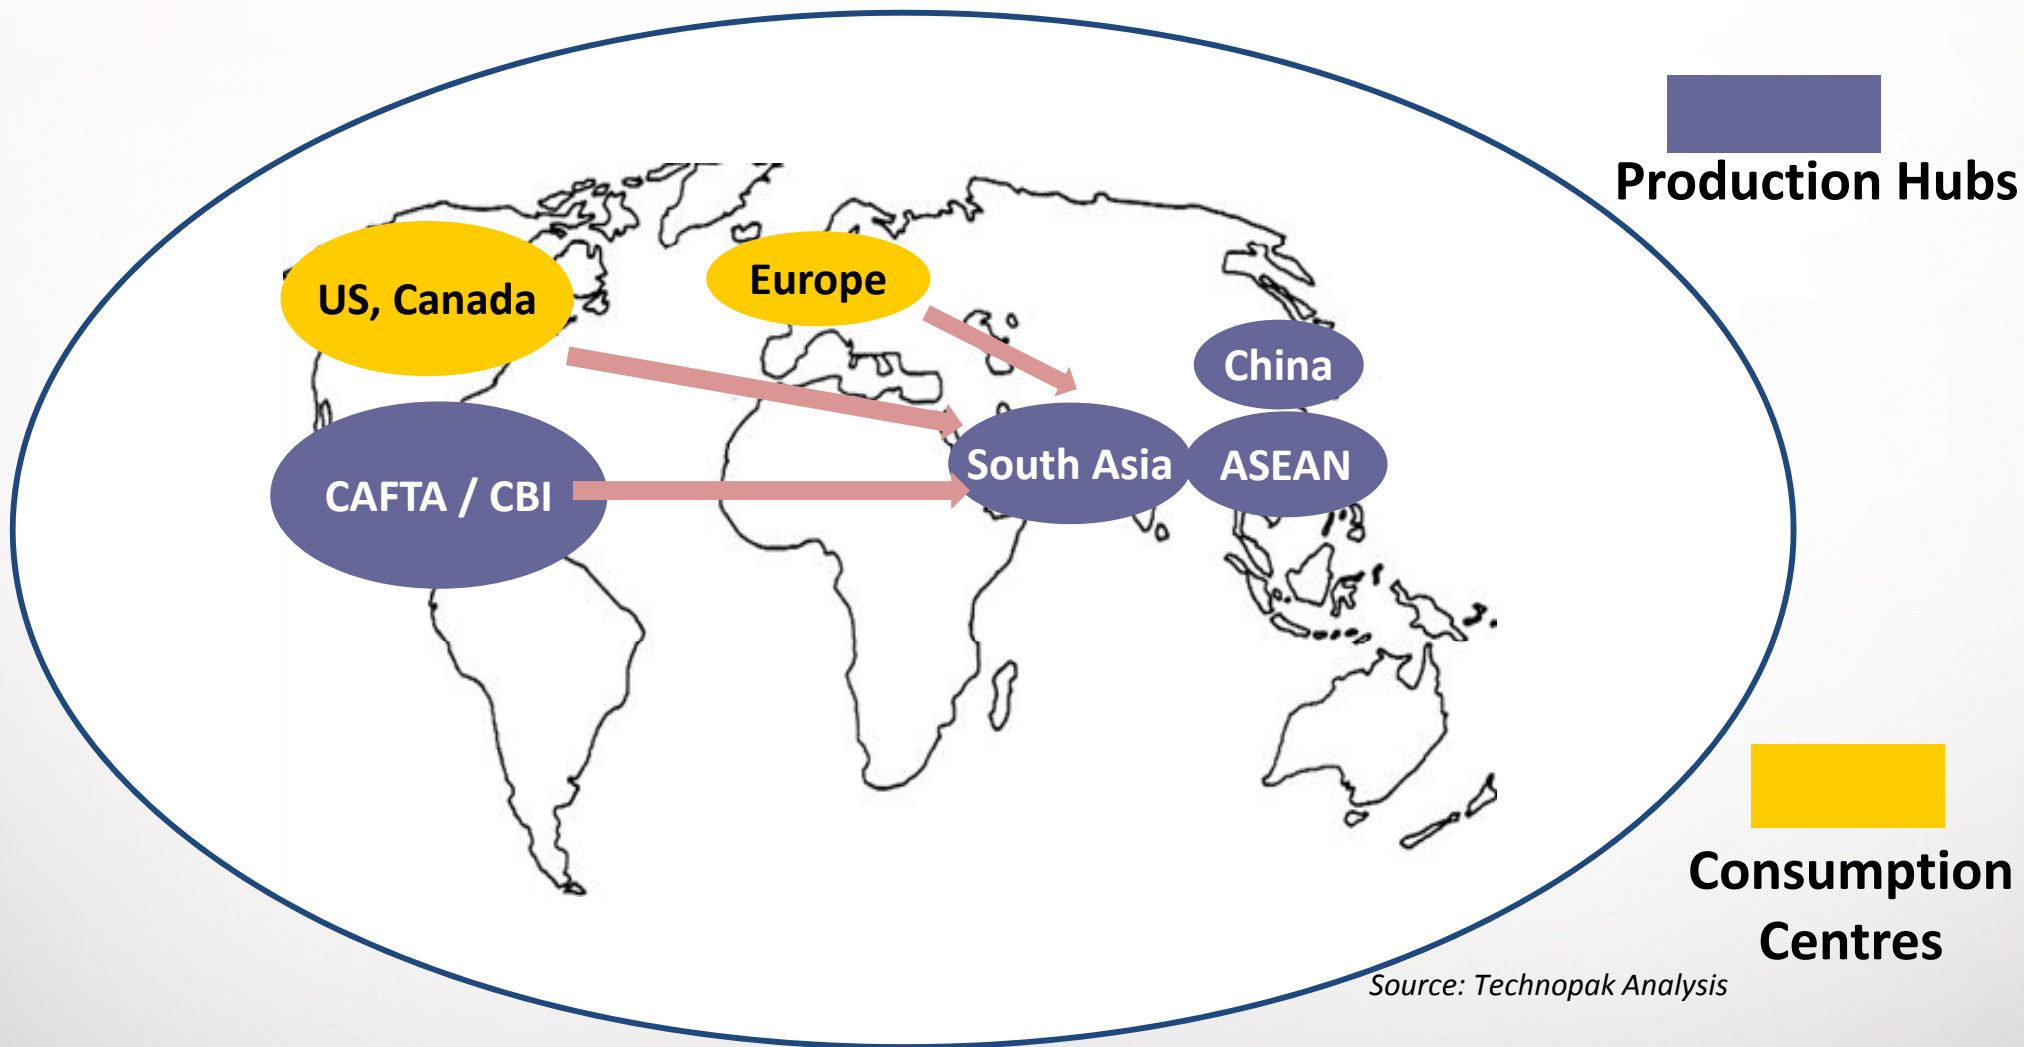 Production Hubs
US, Canada
Europe
China
South Asia
ASEAN
CAFTA / CBI
Consumption
Centres
Source: Technopak Analysis